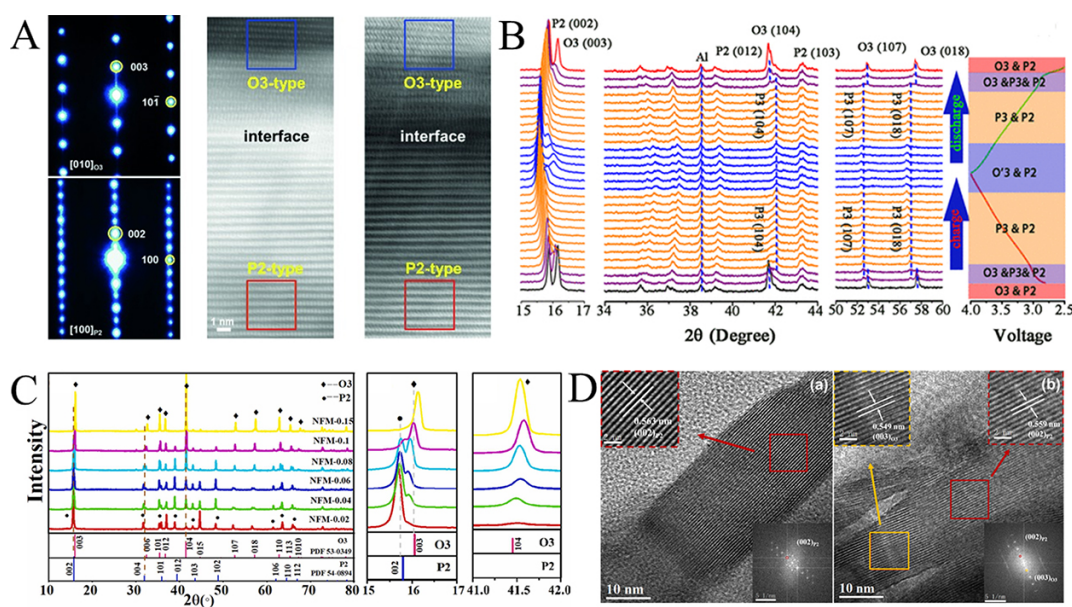 A
003
101̄
[010]O3
002
100
[100]P2
O3-type
interface
P2-type
1 nm
O3-type
interface
P2-type
B
P2 (002)
O3 (003)
Al
P2 (012)
O3 (104)
P2 (103)
O3 (107)
O3 (018)
P3 (104)
P3 (107)
P3 (018)
P3 (104)
P3 (107)
P3 (018)
discharge
charge
O3 & P2
O3 &P3& P2
P3 & P2
O'3 & P2
P3 & P2
O3 &P3& P2
O3 & P2
15 16 17
34 36 38 40 42 44
50 52 54 56 58 60
4.0 3.5 3.0 2.5
2θ (Degree)
Voltage
C
Intensity
O3
P2
NFM-0.15
NFM-0.1
NFM-0.08
NFM-0.06
NFM-0.04
NFM-0.02
003
006
101
012
104
015
107
018
110
113
1010
O3
PDF 53-0349
002
004
101
012
103
102
106
110
112
P2
PDF 54-0894
10 20 30 40 50 60 70 80
2θ(°)
003
O3
002
P2
15 16 17
104
O3
P2
41.0 41.5 42.0
D
(a)
0.563 nm
(002)P2
(002)P2
10 nm
5 1/nm
(b)
0.549 nm
(003)O3
0.559 nm
(002)P2
(002)P2
(003)O3
10 nm
5 1/nm